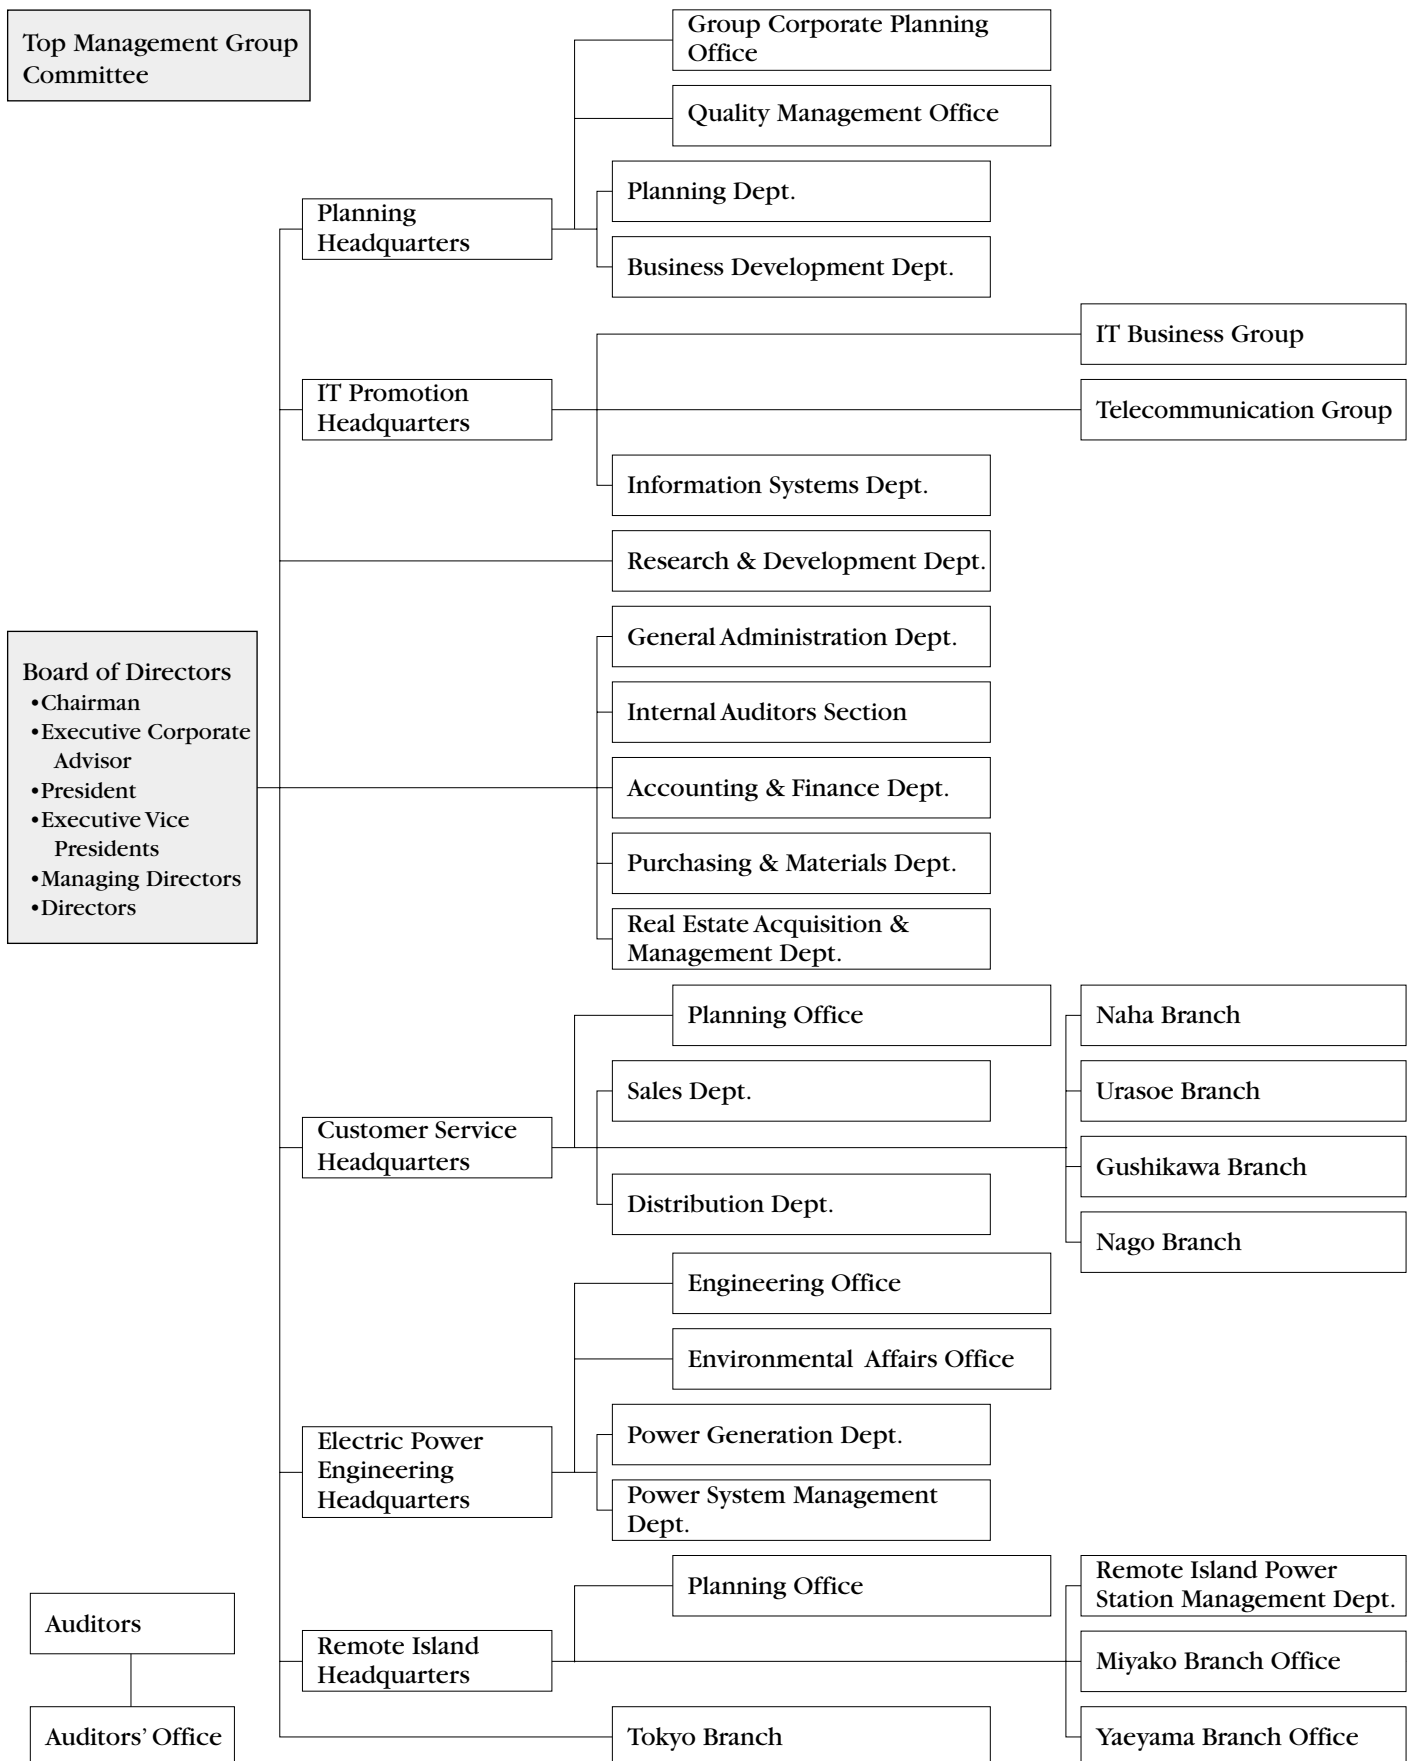 Top Management Group
Committee
Group Corporate Planning
Office
Quality Management Office
Planning
Headquarters
Planning Dept.
Business Development Dept.
IT Promotion
Headquarters
IT Business Group
Telecommunication Group
Information Systems Dept.
Research & Development Dept.
Board of Directors
•Chairman
•Executive Corporate
Advisor
•President
•Executive Vice
Presidents
•Managing Directors
•Directors
General Administration Dept.
Internal Auditors Section
Accounting & Finance Dept.
Purchasing & Materials Dept.
Real Estate Acquisition &
Management Dept.
Customer Service
Headquarters
Planning Office
Sales Dept.
Distribution Dept.
Naha Branch
Urasoe Branch
Gushikawa Branch
Nago Branch
Electric Power
Engineering
Headquarters
Engineering Office
Environmental Affairs Office
Power Generation Dept.
Power System Management
Dept.
Remote Island
Headquarters
Planning Office
Remote Island Power
Station Management Dept.
Miyako Branch Office
Yaeyama Branch Office
Tokyo Branch
Auditors
Auditors' Office